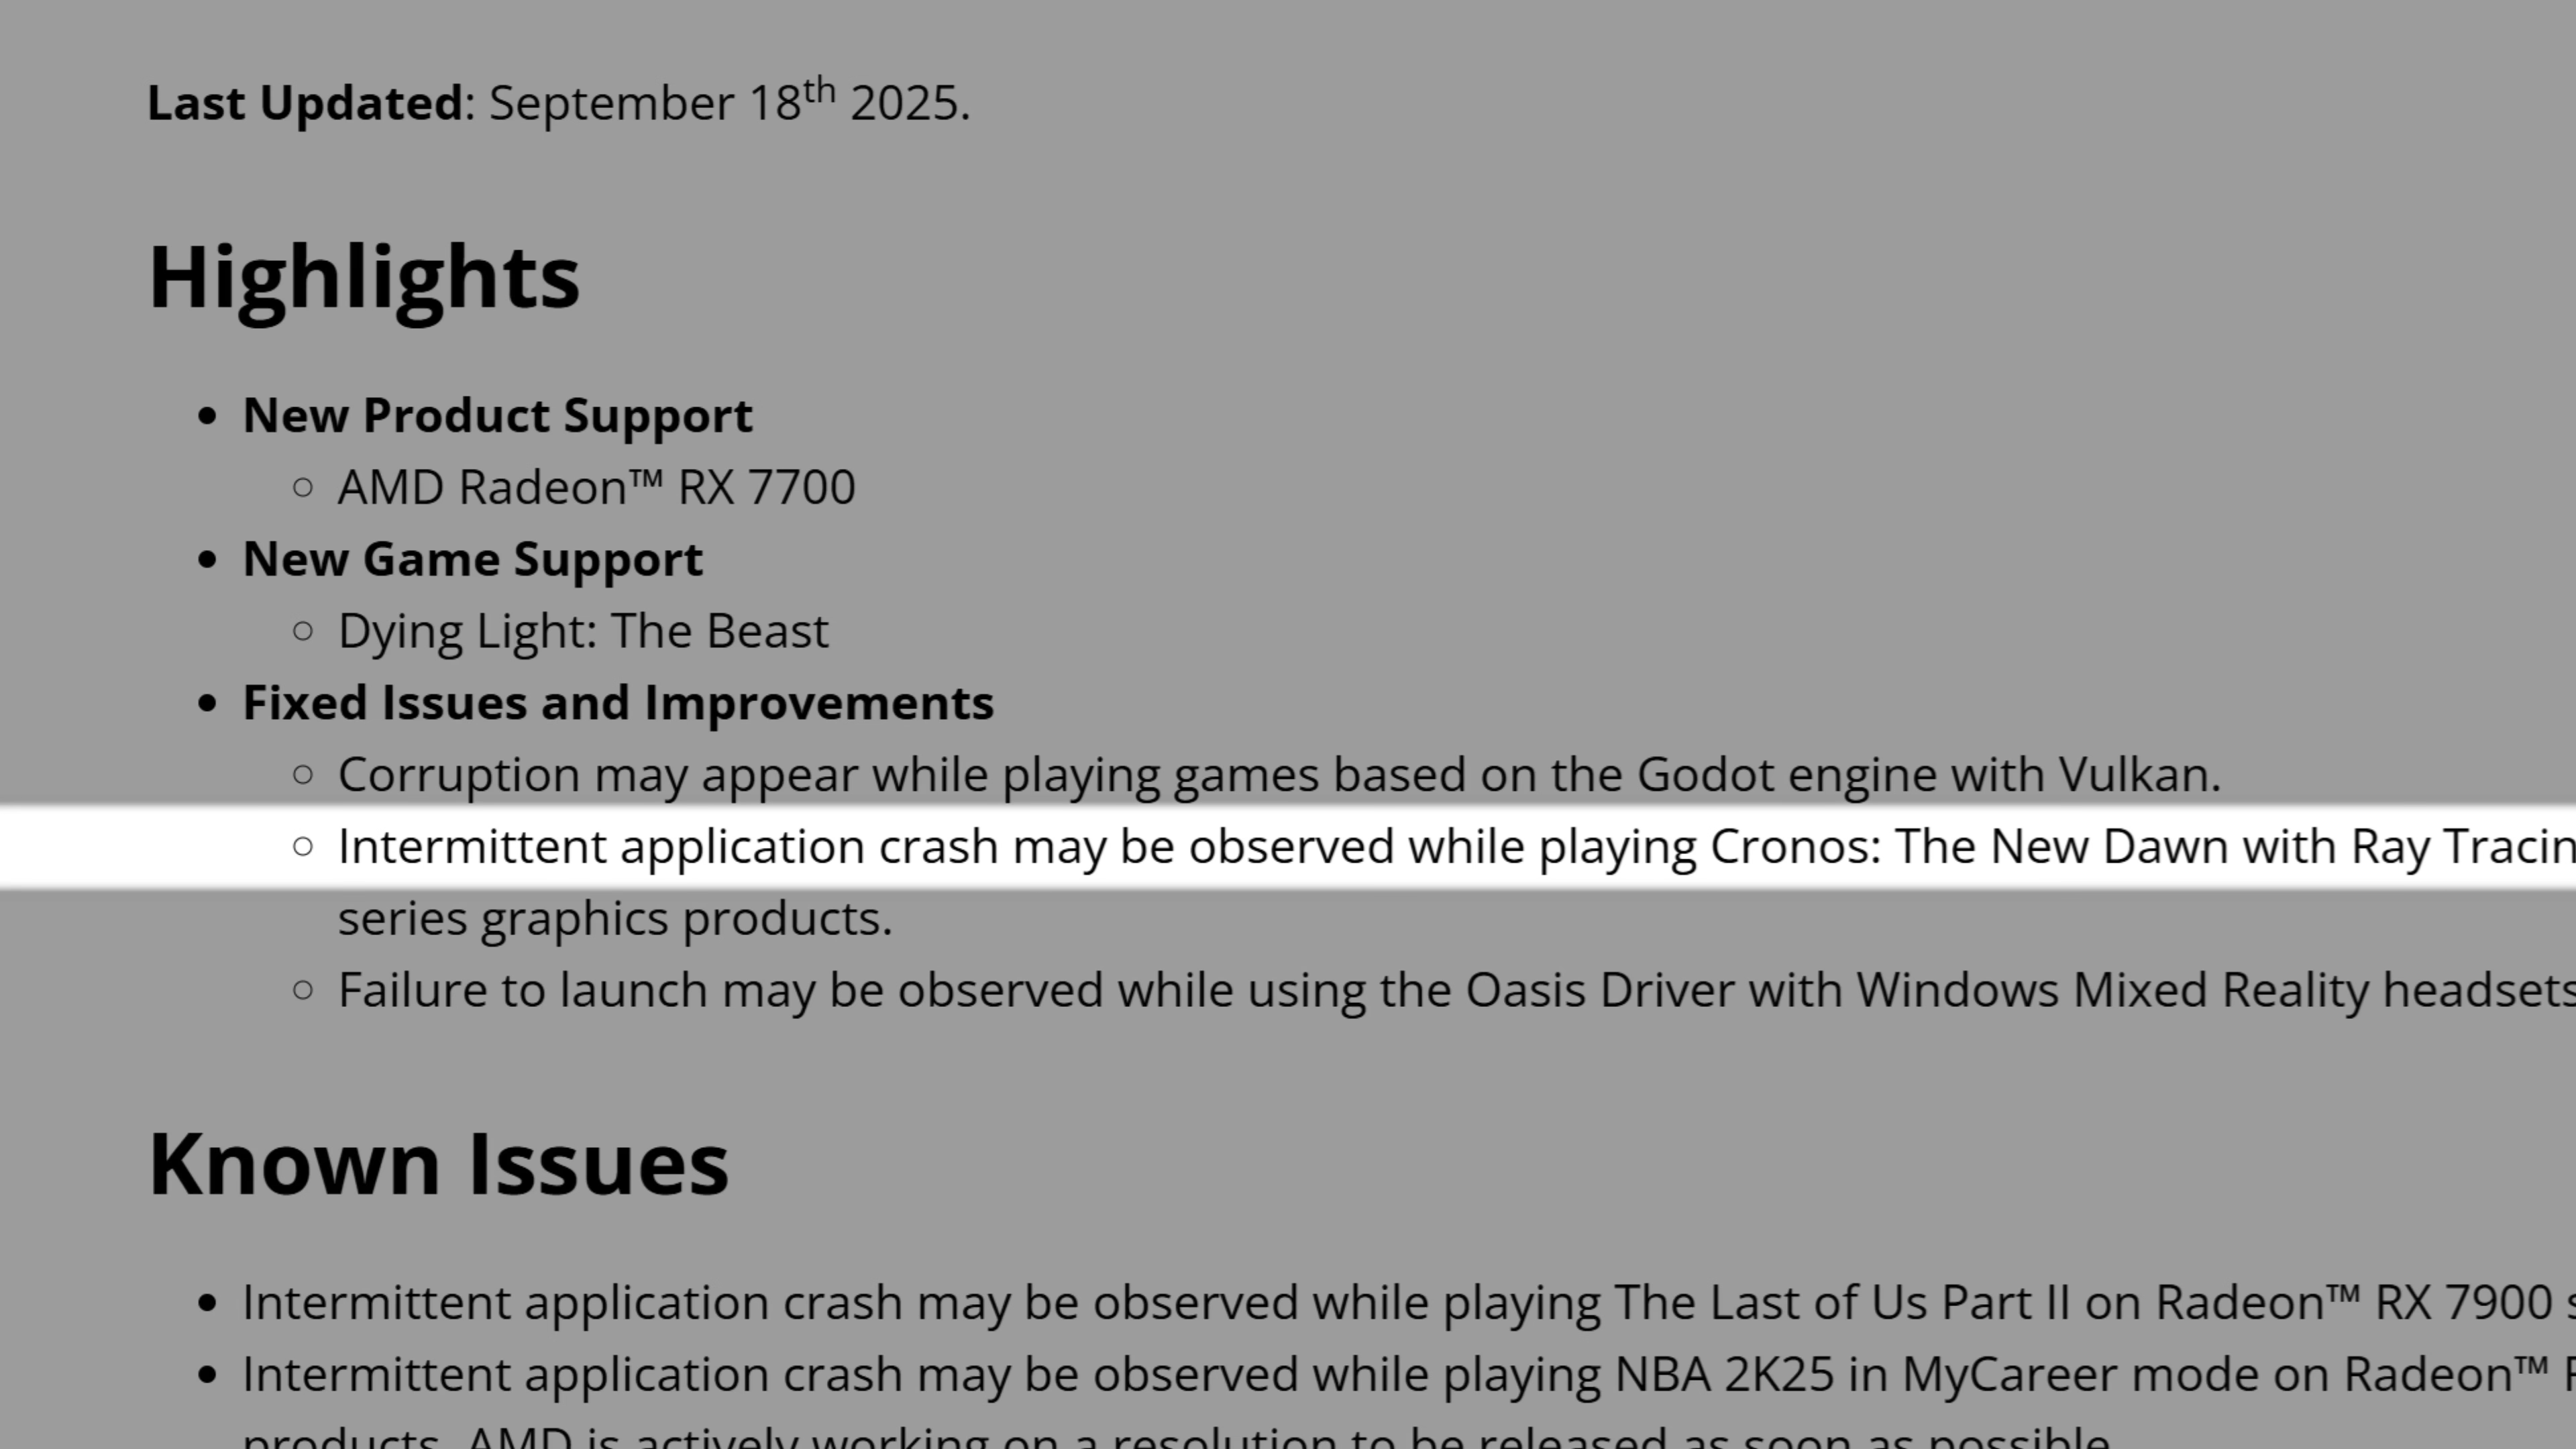 Last Updated: September 18th 2025.
Highlights
• New Product Support
○ AMD Radeon™ RX 7700
• New Game Support
○ Dying Light: The Beast
• Fixed Issues and Improvements
○ Corruption may appear while playing games based on the Godot engine with Vulkan.
○ Intermittent application crash may be observed while playing Cronos: The New Dawn with Ray Tracin
series graphics products.
○ Failure to launch may be observed while using the Oasis Driver with Windows Mixed Reality headsets
Known Issues
• Intermittent application crash may be observed while playing The Last of Us Part II on Radeon™ RX 7900 s
• Intermittent application crash may be observed while playing NBA 2K25 in MyCareer mode on Radeon™ R
products. AMD is actively working on a resolution to be released as soon as possible.